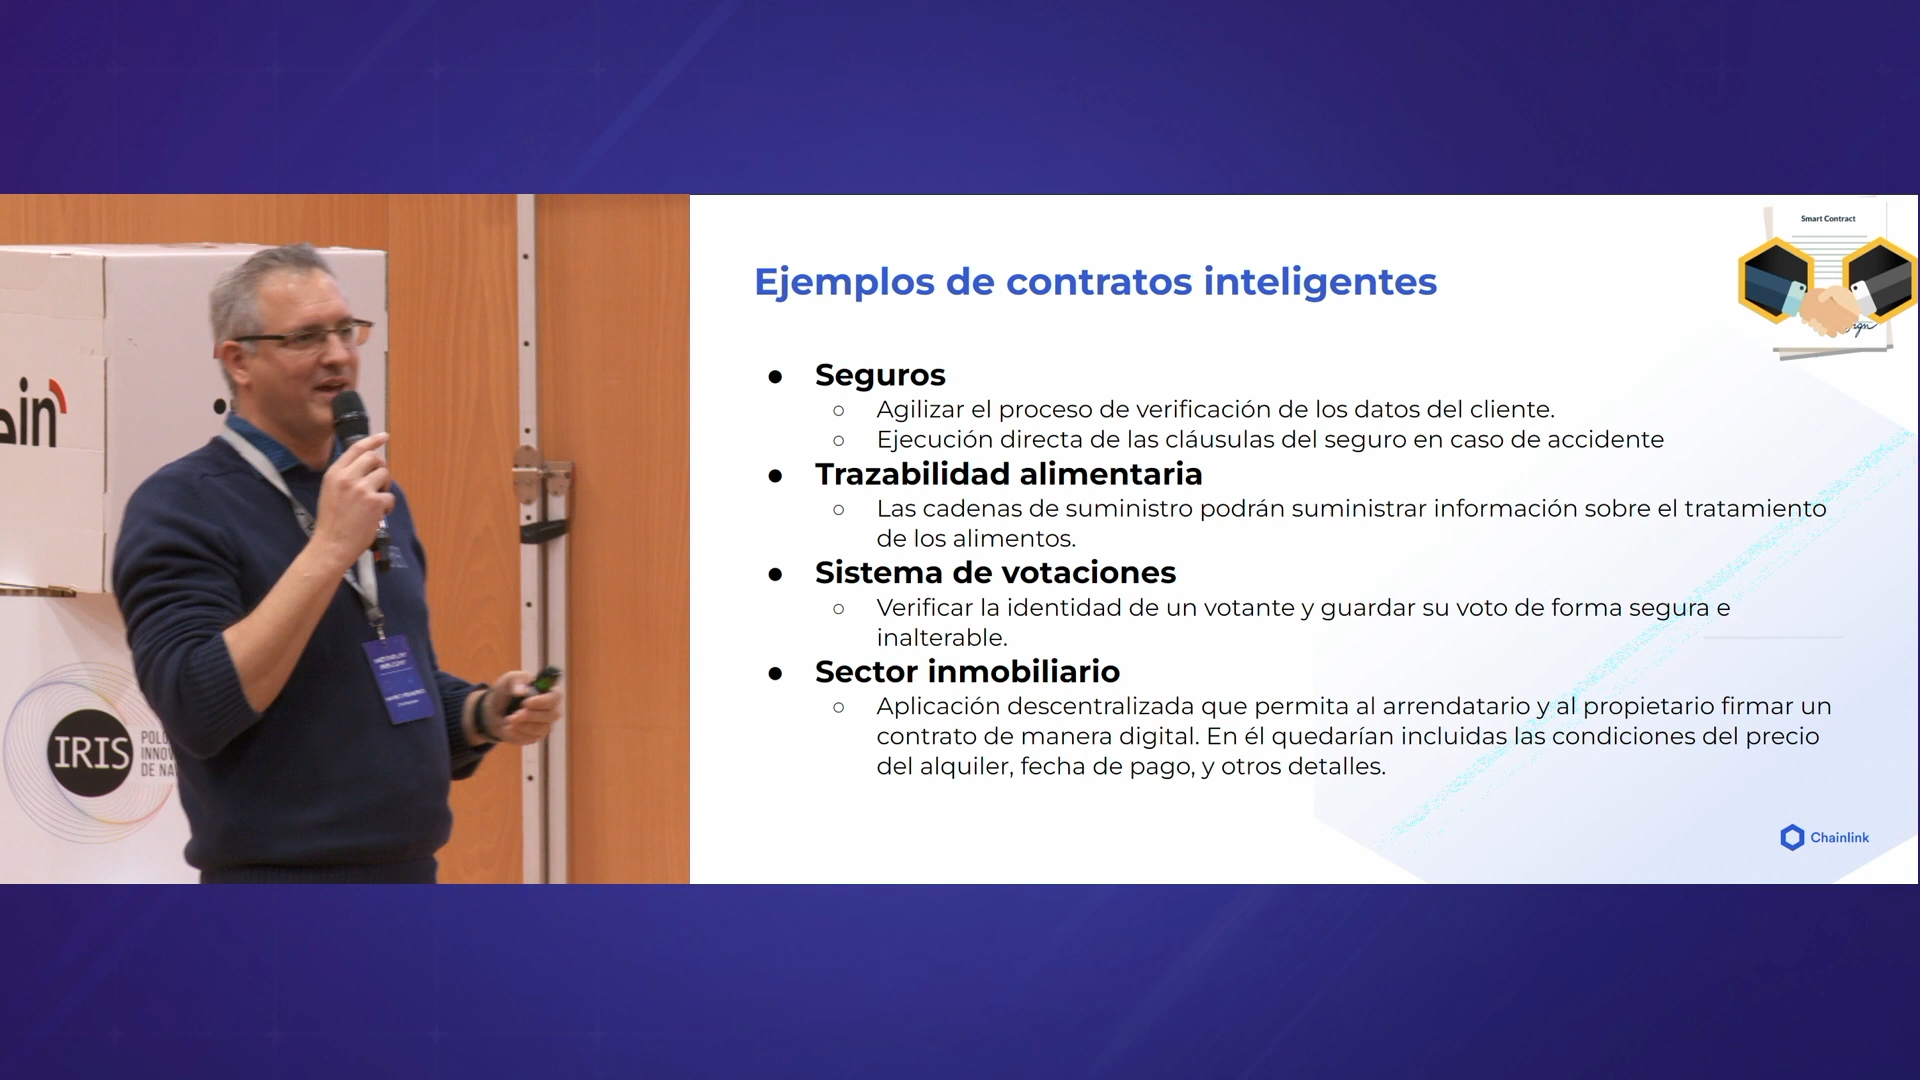 ain
IRIS
Smart Contract
Ejemplos de contratos inteligentes
● Seguros
○ Agilizar el proceso de verificación de los datos del cliente.
○ Ejecución directa de las cláusulas del seguro en caso de accidente
● Trazabilidad alimentaria
○ Las cadenas de suministro podrán suministrar información sobre el tratamiento
de los alimentos.
● Sistema de votaciones
○ Verificar la identidad de un votante y guardar su voto de forma segura e
inalterable.
● Sector inmobiliario
○ Aplicación descentralizada que permita al arrendatario y al propietario firmar un
contrato de manera digital. En él quedarían incluidas las condiciones del precio
del alquiler, fecha de pago, y otros detalles.
Chainlink